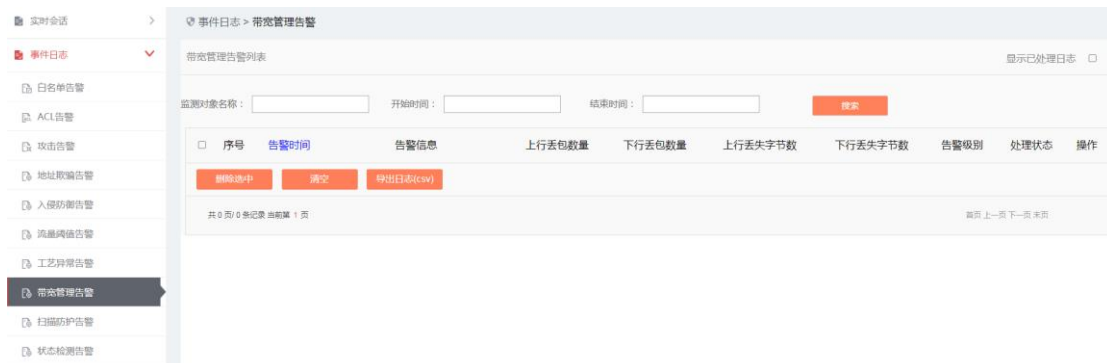 实时会话
事件日志
白名单告警
ACL告警
攻击告警
地址欺骗告警
入侵防御告警
流量阈值告警
工艺异常告警
带宽管理告警
扫描防护告警
状态检测告警
事件日志 > 带宽管理告警
带宽管理告警列表 显示已处理日志
监测对象名称： 开始时间： 结束时间： 搜索
序号 告警时间 告警信息 上行丢包数量 下行丢包数量 上行丢失字节数 下行丢失字节数 告警级别 处理状态 操作
删除选中 清空 导出日志(csv)
共 0 页/ 0 条记录 当前第 1 页 首页 上一页 下一页 末页